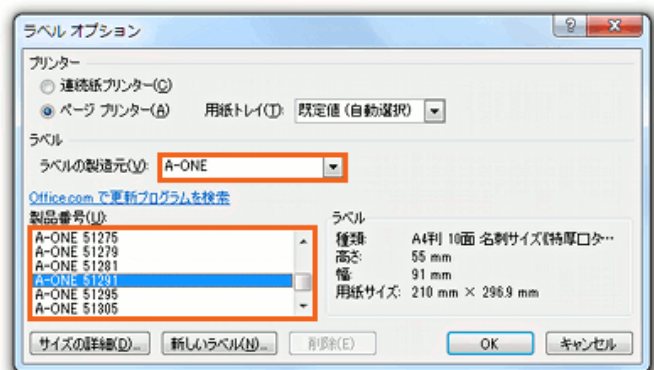 ラベル オプション
プリンター
連続紙プリンター(C)
ページ プリンター(A) 用紙トレイ(T): 既定値 (自動選択)
ラベル
ラベルの製造元(V): A-ONE
Office.com で更新プログラムを検索
製品番号(U):
A-ONE 51275
A-ONE 51279
A-ONE 51281
A-ONE 51291
A-ONE 51295
A-ONE 51305
ラベル
種類: A4判 10面 名刺サイズ《特厚口タ…
高さ: 55 mm
幅: 91 mm
用紙サイズ: 210 mm × 296.9 mm
サイズの詳細(D)... 新しいラベル(N)... 削除(E) OK キャンセル